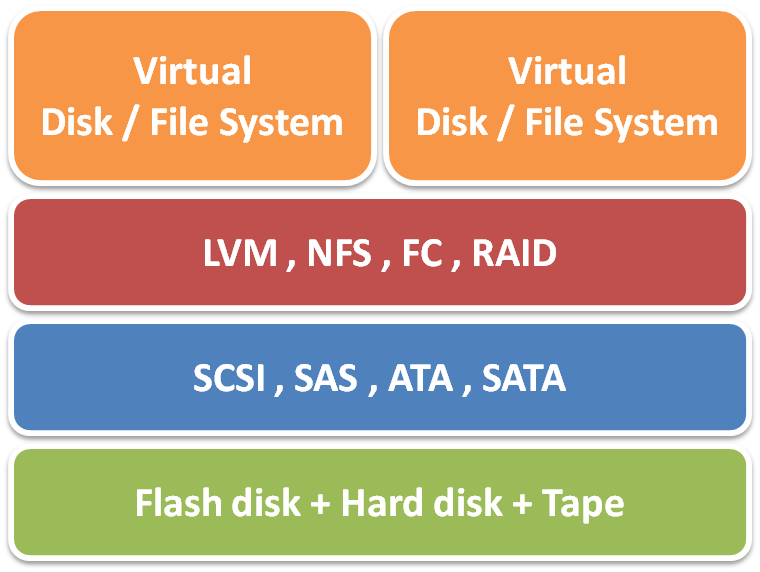 Virtual
Disk / File System
Virtual
Disk / File System
LVM , NFS , FC , RAID
SCSI , SAS , ATA , SATA
Flash disk + Hard disk + Tape